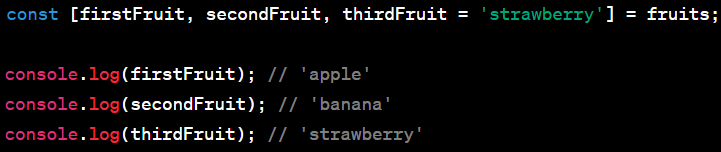 const [firstFruit, secondFruit, thirdFruit = 'strawberry'] = fruits;
console.log(firstFruit); // 'apple'
console.log(secondFruit); // 'banana'
console.log(thirdFruit); // 'strawberry'